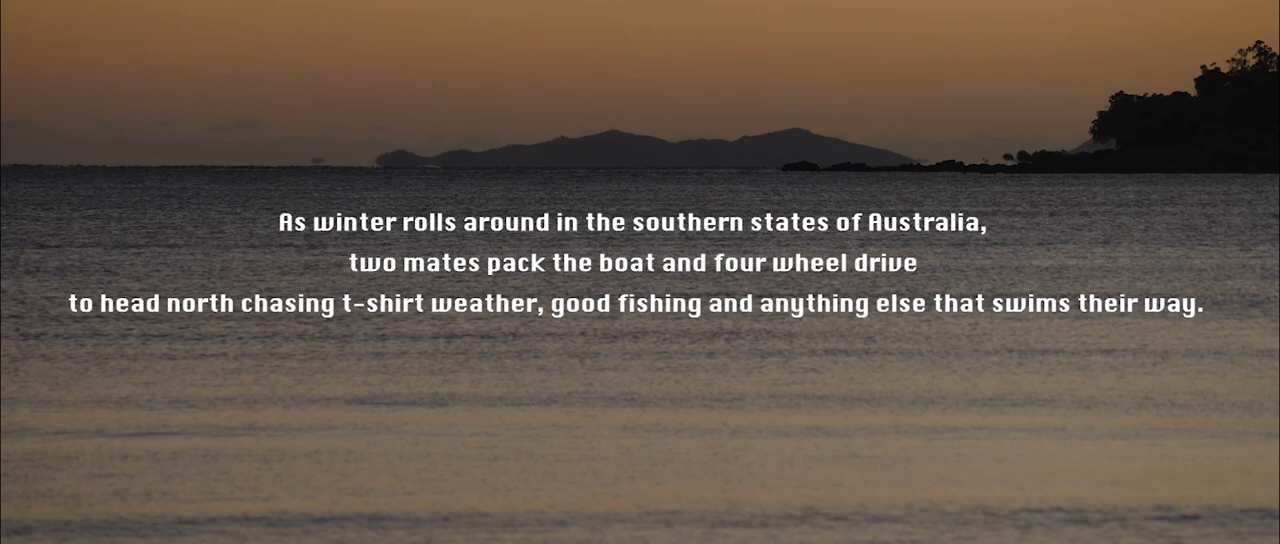 As winter rolls around in the southern states of Australia,
two mates pack the boat and four wheel drive
to head north chasing t-shirt weather, good fishing and anything else that swims their way.